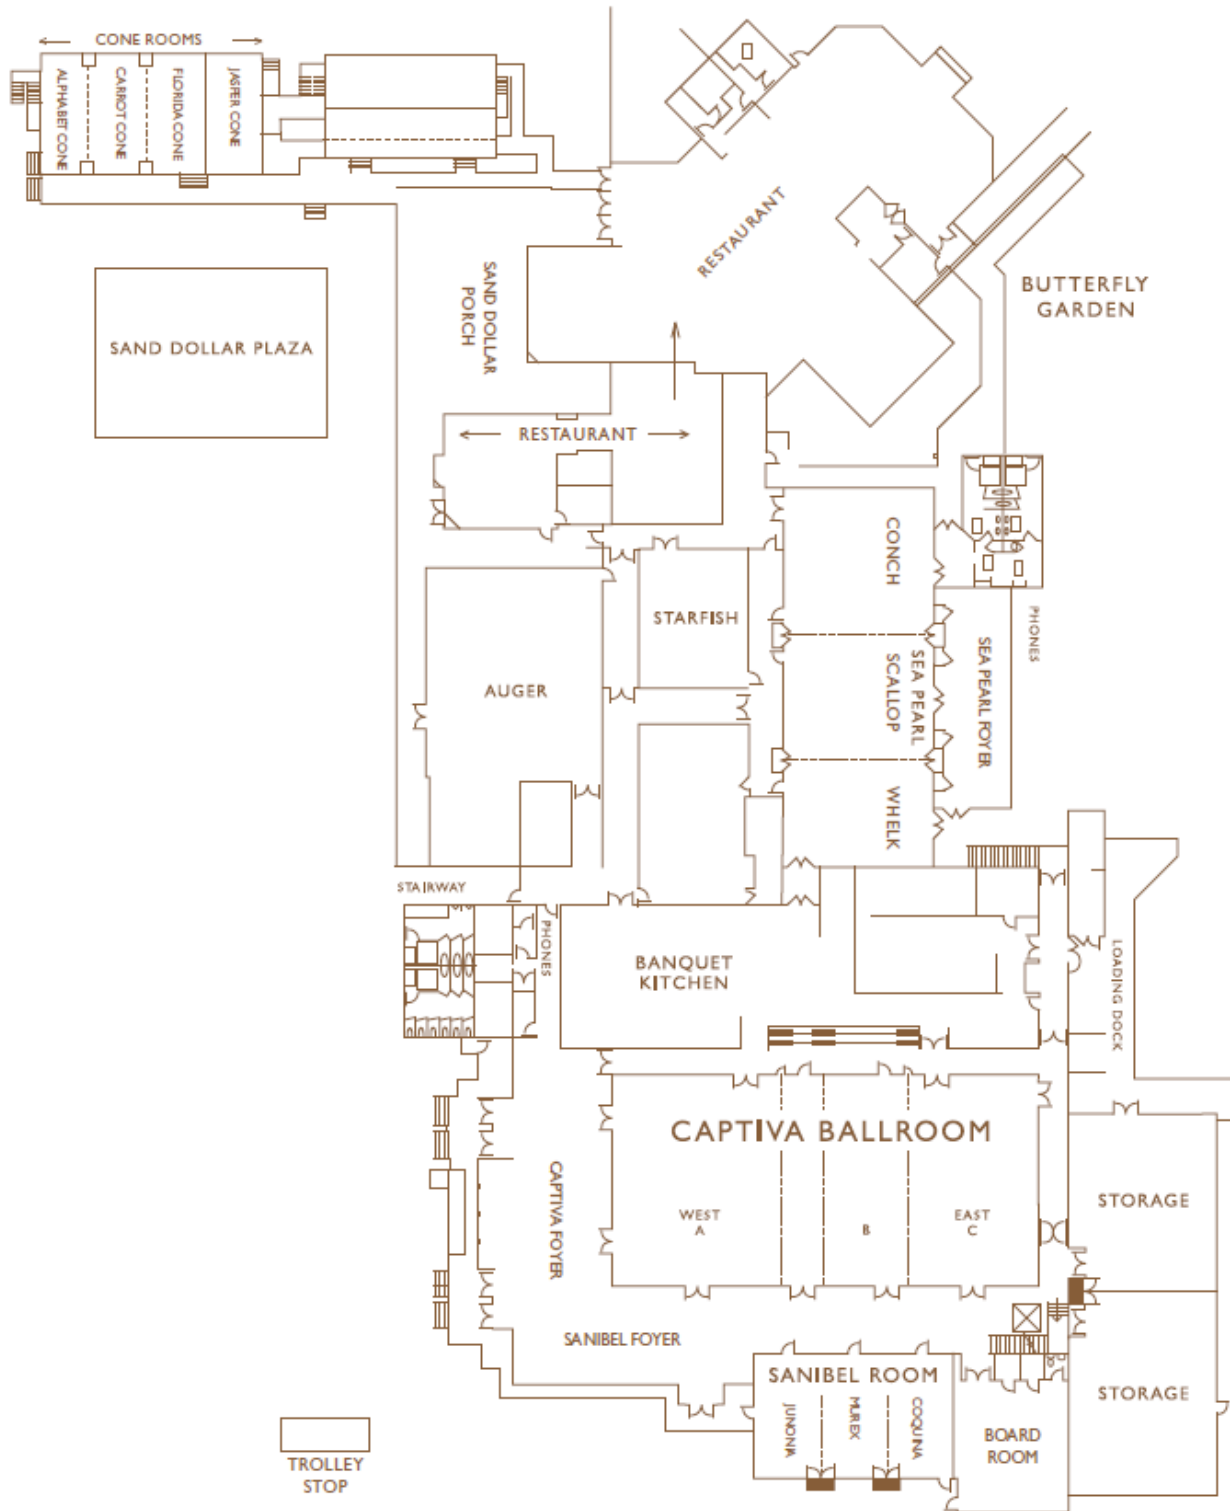 CONE ROOMS
ALPHABET CONE
CARROT CONE
FLORIDA CONE
JASPER CONE
RESTAURANT
BUTTERFLY
GARDEN
SAND DOLLAR PLAZA
SAND DOLLAR
PORCH
RESTAURANT
CONCH
STARFISH
PHONES
SEA PEARL
SCALLOP
SEA PEARL FOYER
AUGER
WHELK
STAIRWAY
PHONES
BANQUET
KITCHEN
LOADING DOCK
CAPTIVA BALLROOM
CAPTIVA FOYER
WEST
A
B
EAST
C
STORAGE
SANIBEL FOYER
SANIBEL ROOM
JUNONIA
MUREX
COQUINA
STORAGE
BOARD
ROOM
TROLLEY
STOP